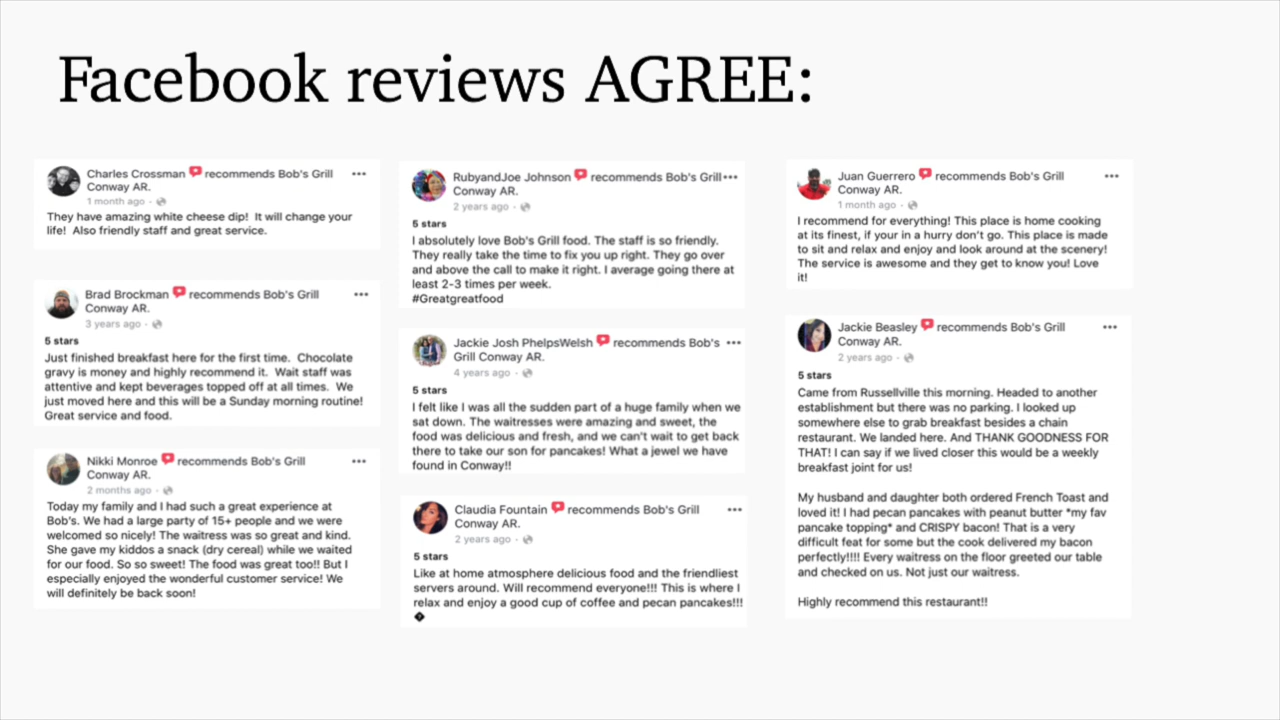 Facebook reviews AGREE:
Charles Crossman recommends Bob's Grill
Conway AR.
1 month ago ·
They have amazing white cheese dip! It will change your
life! Also friendly staff and great service.
Brad Brockman recommends Bob's Grill
Conway AR.
3 years ago ·
5 stars
Just finished breakfast here for the first time. Chocolate
gravy is money and highly recommend it. Wait staff was
attentive and kept beverages topped off at all times. We
just moved here and this will be a Sunday morning routine!
Great service and food.
Nikki Monroe recommends Bob's Grill
Conway AR.
2 months ago ·
Today my family and I had such a great experience at
Bob's. We had a large party of 15+ people and we were
welcomed so nicely! The waitress was so great and kind.
She gave my kiddos a snack (dry cereal) while we waited
for our food. So so sweet! The food was great too!! But I
especially enjoyed the wonderful customer service! We
will definitely be back soon!
RubyandJoe Johnson recommends Bob's Grill
Conway AR.
2 years ago ·
5 stars
I absolutely love Bob's Grill food. The staff is so friendly.
They really take the time to fix you up right. They go over
and above the call to make it right. I average going there at
least 2-3 times per week.
#Greatgreatfood
Jackie Josh PhelpsWelsh recommends Bob's
Grill Conway AR.
4 years ago ·
5 stars
I felt like I was all the sudden part of a huge family when we
sat down. The waitresses were amazing and sweet, the
food was delicious and fresh, and we can't wait to get back
there to take our son for pancakes! What a jewel we have
found in Conway!!
Claudia Fountain recommends Bob's Grill
Conway AR.
2 years ago ·
5 stars
Like at home atmosphere delicious food and the friendliest
servers around. Will recommend everyone!!! This is where I
relax and enjoy a good cup of coffee and pecan pancakes!!!
Juan Guerrero recommends Bob's Grill
Conway AR.
1 month ago ·
I recommend for everything! This place is home cooking
at its finest, if your in a hurry don't go. This place is made
to sit and relax and enjoy and look around at the scenery!
The service is awesome and they get to know you! Love
it!
Jackie Beasley recommends Bob's Grill
Conway AR.
2 years ago ·
5 stars
Came from Russellville this morning. Headed to another
establishment but there was no parking. I looked up
somewhere else to grab breakfast besides a chain
restaurant. We landed here. And THANK GOODNESS FOR
THAT! I can say if we lived closer this would be a weekly
breakfast joint for us!
My husband and daughter both ordered French Toast and
loved it! I had pecan pancakes with peanut butter *my fav
pancake topping* and CRISPY bacon! That is a very
difficult feat for some but the cook delivered my bacon
perfectly!!!! Every waitress on the floor greeted our table
and checked on us. Not just our waitress.
Highly recommend this restaurant!!